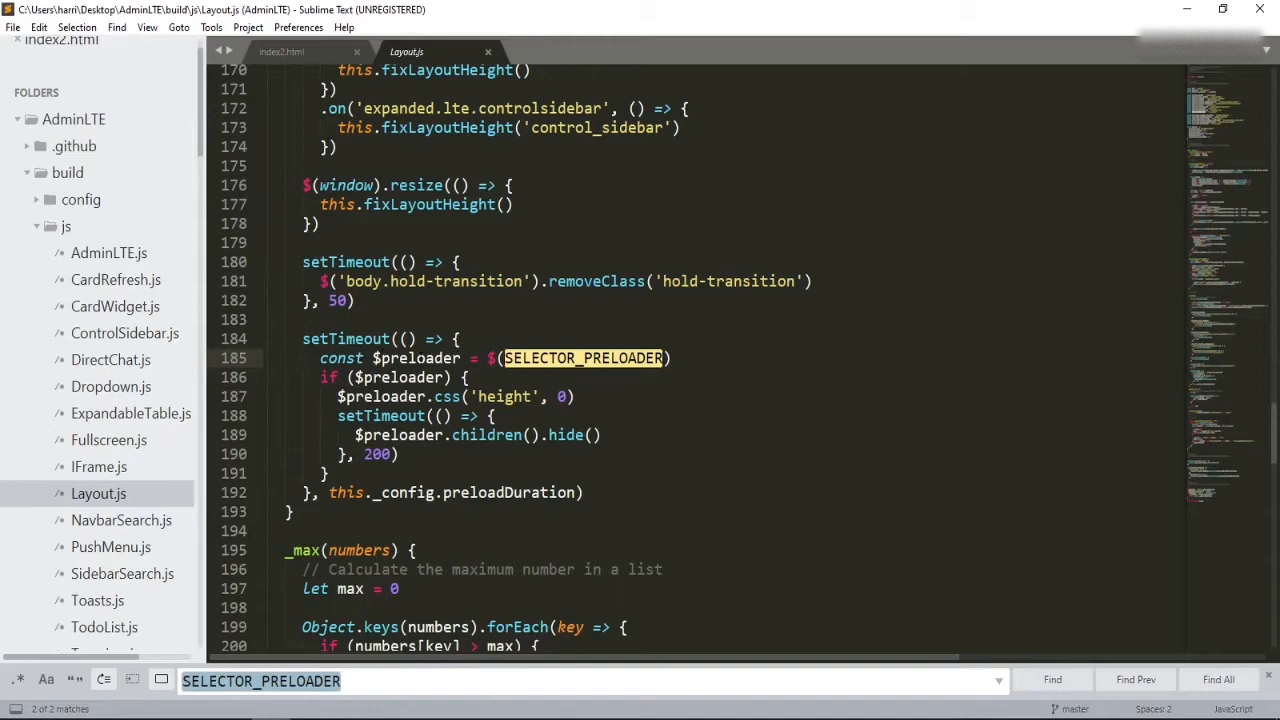 C:\Users\harri\Desktop\AdminLTE\build\js\Layout.js (AdminLTE) - Sublime Text (UNREGISTERED)
File Edit Selection Find View Goto Tools Project Preferences Help
index2.html
FOLDERS
AdminLTE
.github
build
config
js
AdminLTE.js
CardRefresh.js
CardWidget.js
ControlSidebar.js
DirectChat.js
Dropdown.js
ExpandableTable.js
Fullscreen.js
IFrame.js
Layout.js
NavbarSearch.js
PushMenu.js
SidebarSearch.js
Toasts.js
TodoList.js
index2.html Layout.js
170 this.fixLayoutHeight()
171 })
172 .on('expanded.lte.controlsidebar', () => {
173 this.fixLayoutHeight('control_sidebar')
174 })
175
176 $(window).resize(() => {
177 this.fixLayoutHeight()
178 })
179
180 setTimeout(() => {
181 $('body.hold-transition').removeClass('hold-transition')
182 }, 50)
183
184 setTimeout(() => {
185 const $preloader = $(SELECTOR_PRELOADER)
186 if ($preloader) {
187 $preloader.css('height', 0)
188 setTimeout(() => {
189 $preloader.children().hide()
190 }, 200)
191 }
192 }, this._config.preloadDuration)
193 }
194
195 _max(numbers) {
196 // Calculate the maximum number in a list
197 let max = 0
198
199 Object.keys(numbers).forEach(key => {
200 if (numbers[key] > max) {
.* Aa “” SELECTOR_PRELOADER Find Find Prev Find All
2 of 2 matches master Spaces: 2 JavaScript